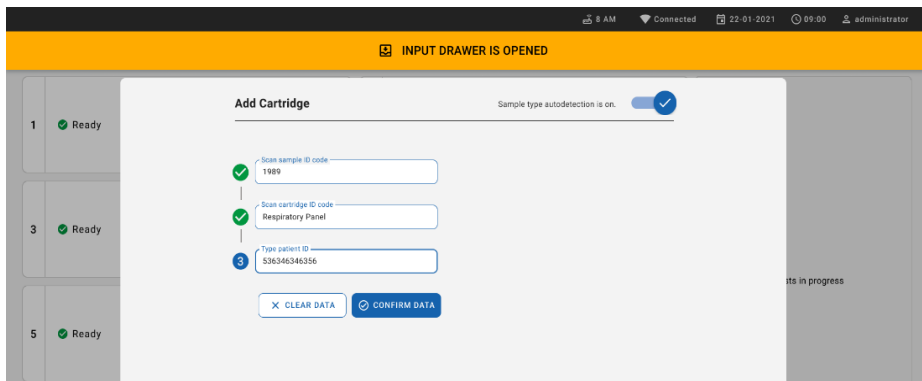 8 AM Connected 22-01-2021 09:00 administrator
INPUT DRAWER IS OPENED
Add Cartridge
Sample type autodetection is on.
1 Ready
Scan sample ID code
1989
Scan cartridge ID code
Respiratory Panel
3 Ready
Type patient ID
3 536346346356
sts in progress
CLEAR DATA
CONFIRM DATA
5 Ready